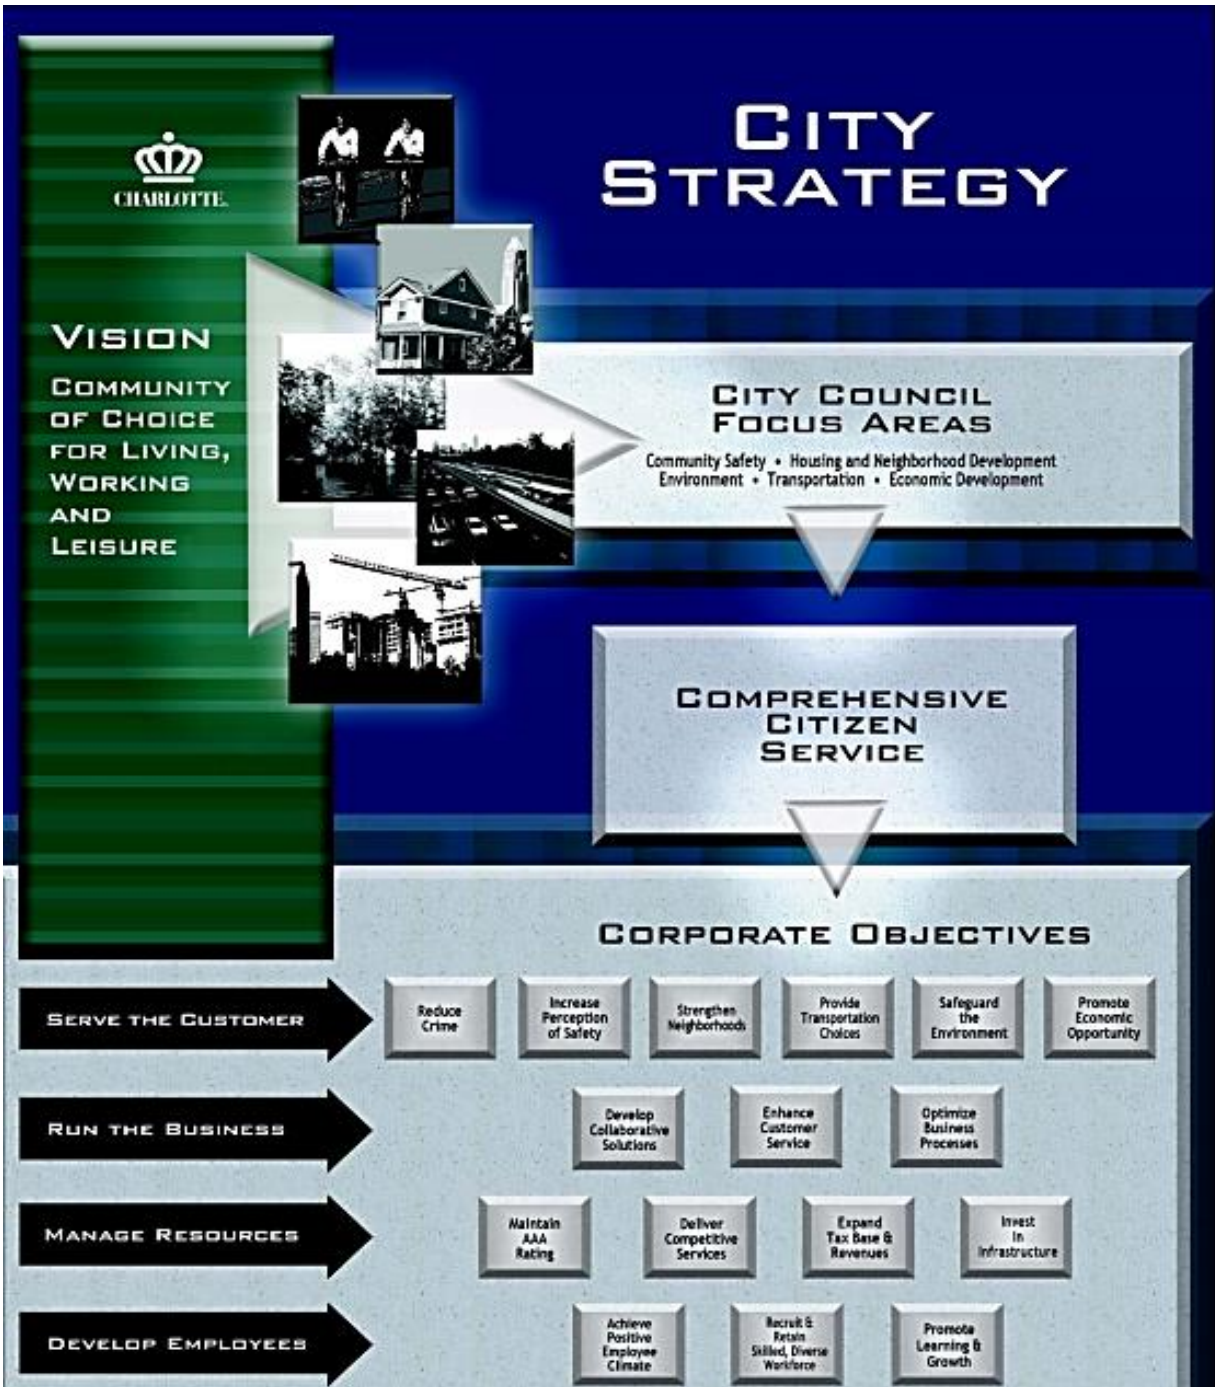 CHARLOTTE.
CITY
STRATEGY
VISION
COMMUNITY
OF CHOICE
FOR LIVING,
WORKING
AND
LEISURE
CITY COUNCIL
FOCUS AREAS
Community Safety • Housing and Neighborhood Development
Environment • Transportation • Economic Development
COMPREHENSIVE
CITIZEN
SERVICE
CORPORATE OBJECTIVES
SERVE THE CUSTOMER
Reduce
Crime
Increase
Perception
of Safety
Strengthen
Neighborhoods
Provide
Transportation
Choices
Safeguard
the
Environment
Promote
Economic
Opportunity
RUN THE BUSINESS
Develop
Collaborative
Solutions
Enhance
Customer
Service
Optimize
Business
Processes
MANAGE RESOURCES
Maintain
AAA
Rating
Deliver
Competitive
Services
Expand
Tax Base &
Revenues
Invest
In
Infrastructure
DEVELOP EMPLOYEES
Achieve
Positive
Employee
Climate
Recruit &
Retain
Skilled, Diverse
Workforce
Promote
Learning &
Growth